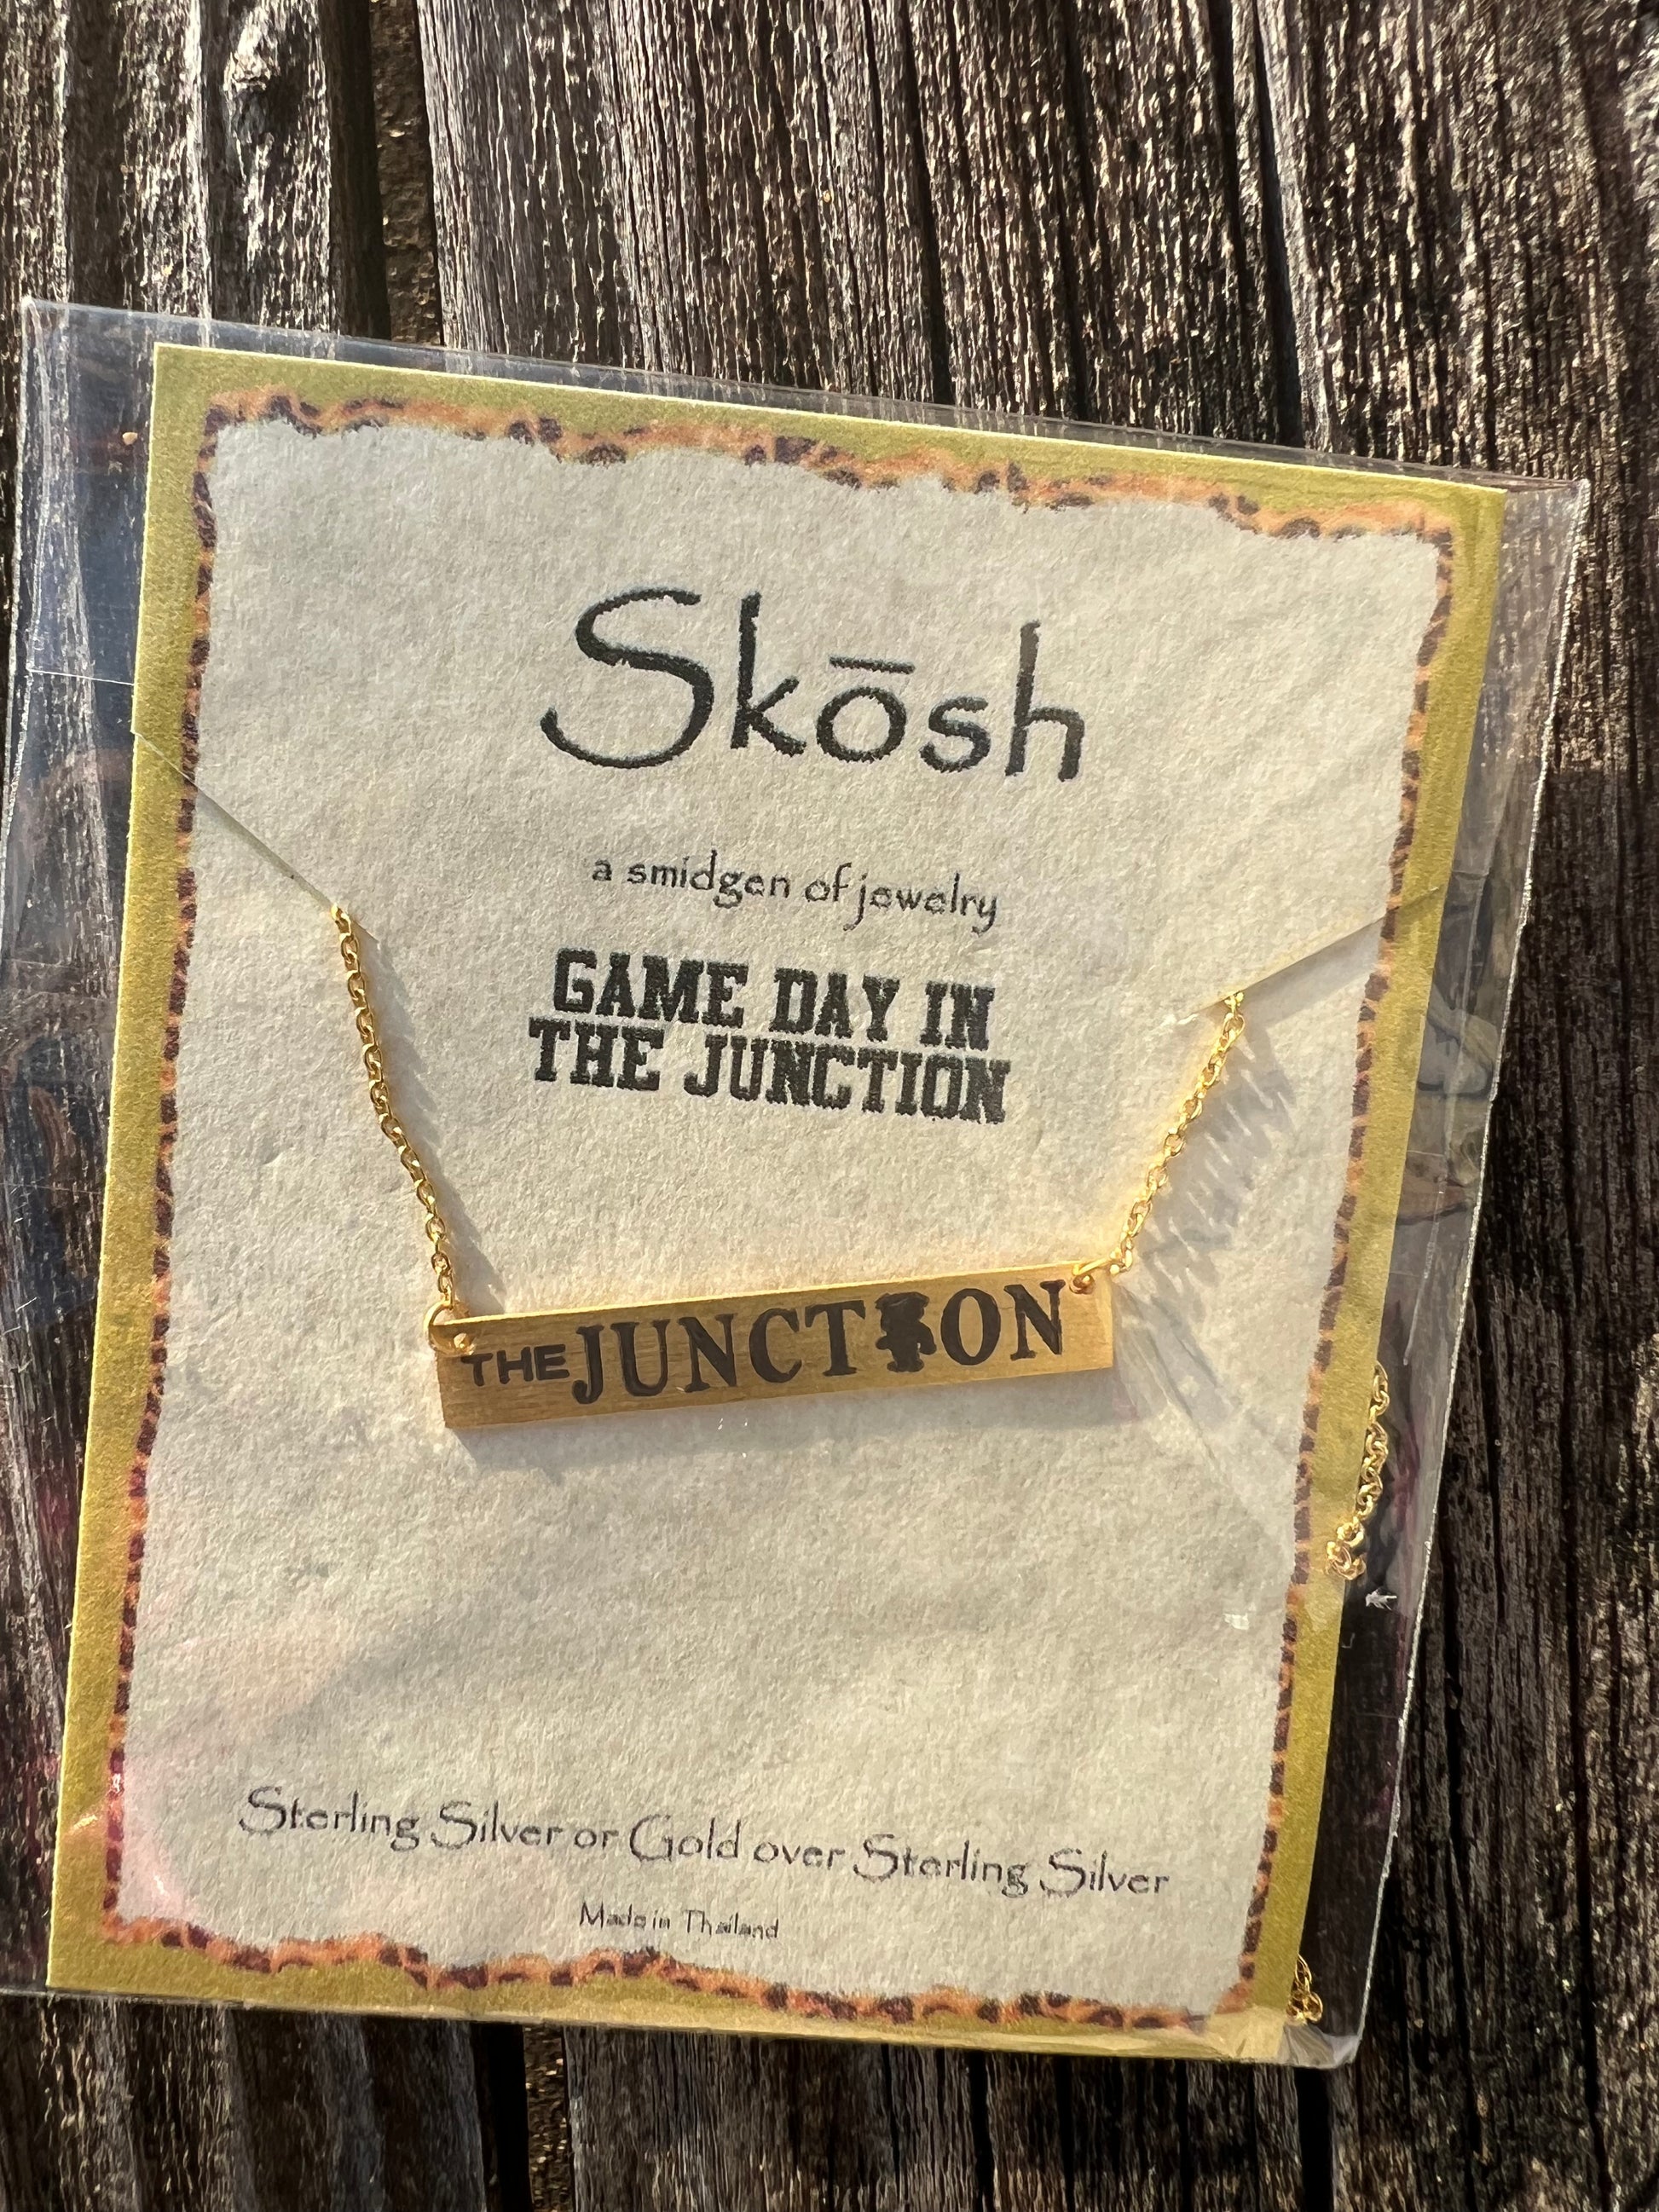 Skōsh
a smidgen of jewelry
GAME DAY IN
THE JUNCTION
THE JUNCTION
Sterling Silver or Gold over Sterling Silver
Made in Thailand